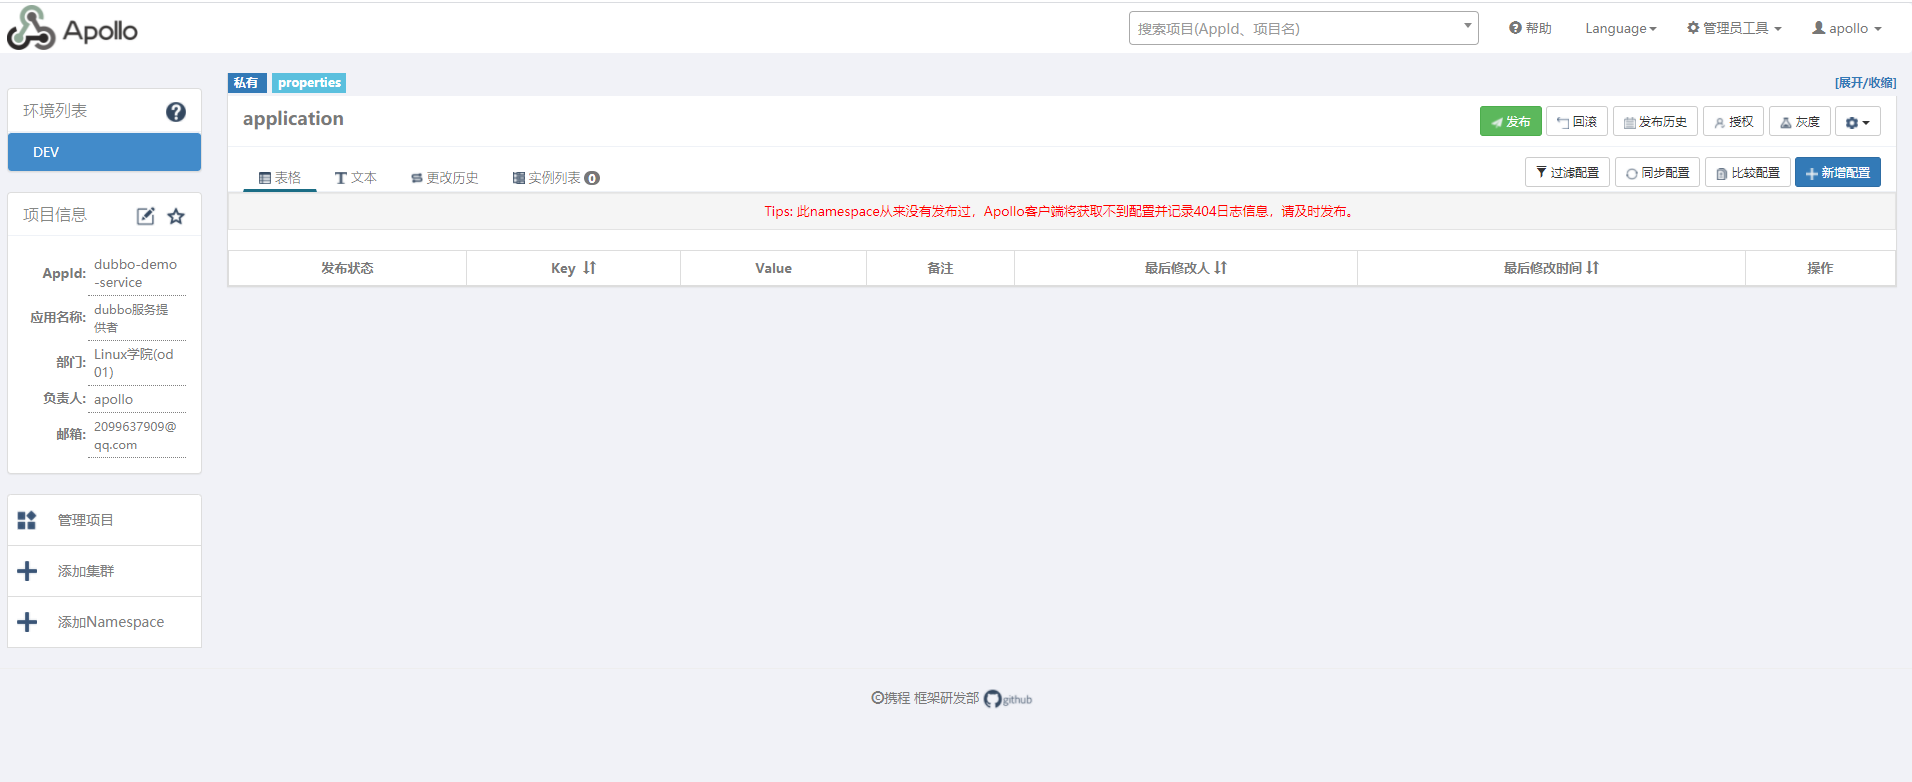 Apollo
搜索项目(AppId、项目名)
帮助
Language
管理员工具
apollo
环境列表
DEV
项目信息
AppId:
dubbo-demo
-service
应用名称:
dubbo服务提
供者
部门:
Linux学院(od
01)
负责人:
apollo
邮箱:
2099637909@
qq.com
管理项目
添加集群
添加Namespace
私有
properties
[展开/收缩]
application
发布
回滚
发布历史
授权
灰度
表格
文本
更改历史
实例列表 0
过滤配置
同步配置
比较配置
新增配置
Tips: 此namespace从来没有发布过，Apollo客户端将获取不到配置并记录404日志信息，请及时发布。
发布状态
Key
Value
备注
最后修改人
最后修改时间
操作
©携程 框架研发部 github